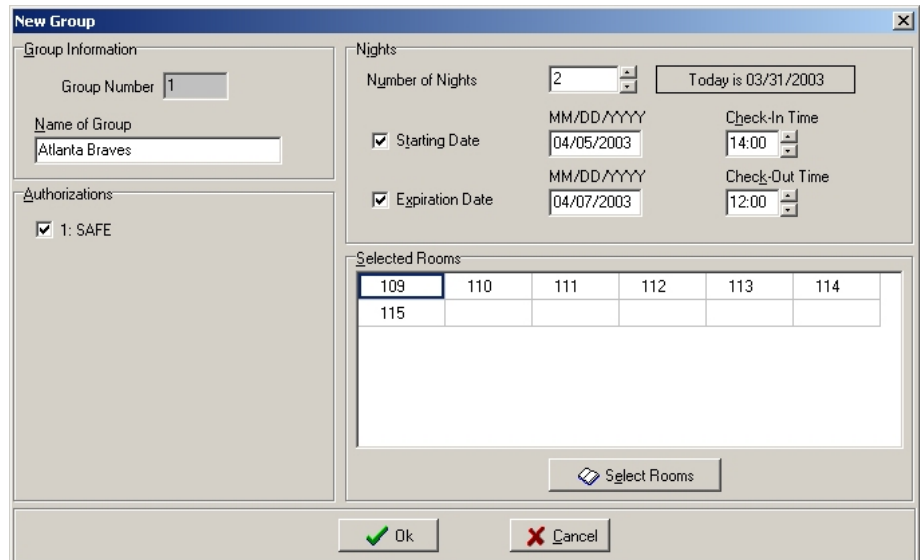 New Group
Group Information
Group Number 1
Name of Group
Atlanta Braves
Authorizations
1: SAFE
Nights
Number of Nights 2 Today is 03/31/2003
MM/DD/YYYY Check-In Time
Starting Date 04/05/2003 14:00
MM/DD/YYYY Check-Out Time
Expiration Date 04/07/2003 12:00
Selected Rooms
109 110 111 112 113 114
115
Select Rooms
Ok Cancel